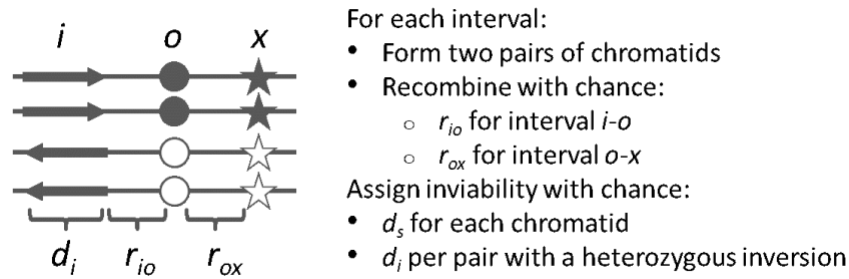 i o x
d_i r_io r_ox
For each interval:
• Form two pairs of chromatids
• Recombine with chance:
○ r_io for interval i-o
○ r_ox for interval o-x
Assign inviability with chance:
• d_s for each chromatid
• d_i per pair with a heterozygous inversion